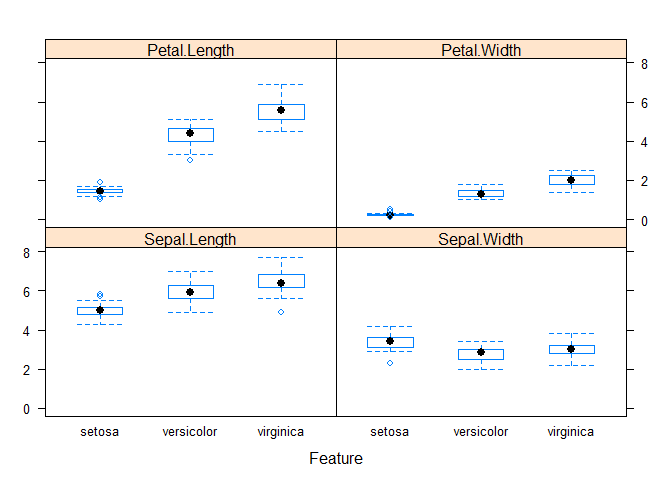 Petal.Length
Petal.Width
8
6
4
2
0
Sepal.Length
Sepal.Width
8
6
4
2
0
setosa
versicolor
virginica
setosa
versicolor
virginica
Feature